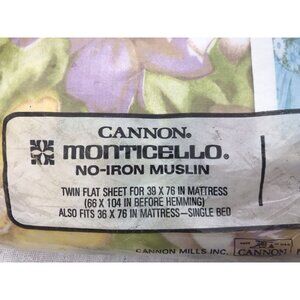 CANNON®
MONTICELLO®
NO-IRON MUSLIN
TWIN FLAT SHEET FOR 39 X 76 IN MATTRESS
(66 X 104 IN BEFORE HEMMING)
ALSO FITS 36 X 76 IN MATTRESS—SINGLE BED
CANNON MILLS INC.
CANNON